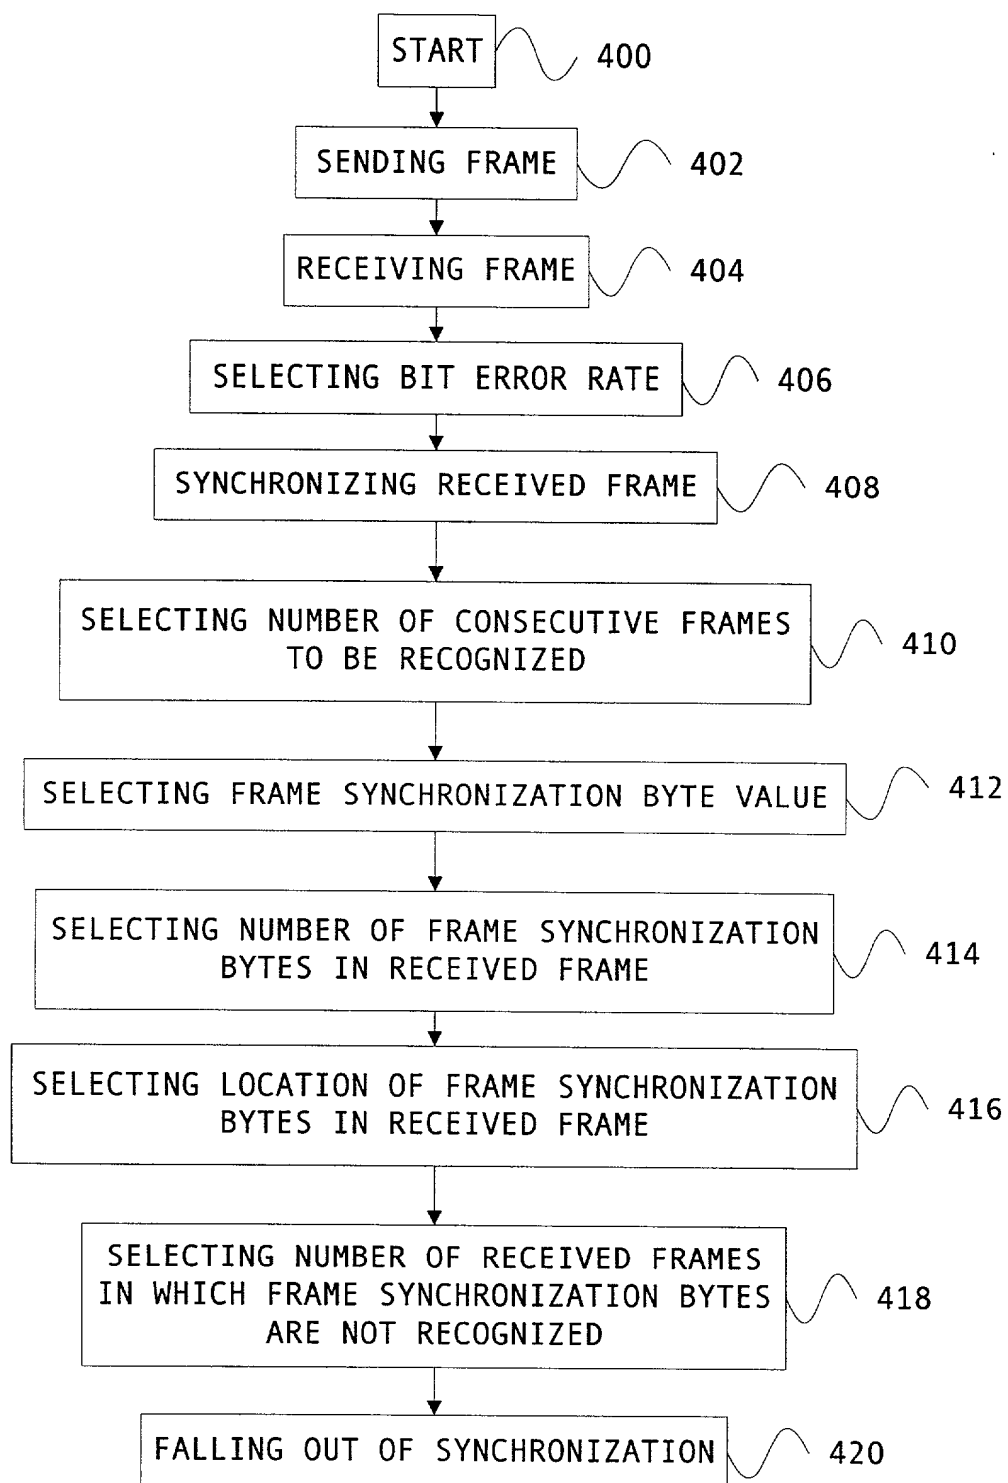 START
400
SENDING FRAME
402
RECEIVING FRAME
404
SELECTING BIT ERROR RATE
406
SYNCHRONIZING RECEIVED FRAME
408
SELECTING NUMBER OF CONSECUTIVE FRAMES
TO BE RECOGNIZED
410
SELECTING FRAME SYNCHRONIZATION BYTE VALUE
412
SELECTING NUMBER OF FRAME SYNCHRONIZATION
BYTES IN RECEIVED FRAME
414
SELECTING LOCATION OF FRAME SYNCHRONIZATION
BYTES IN RECEIVED FRAME
416
SELECTING NUMBER OF RECEIVED FRAMES
IN WHICH FRAME SYNCHRONIZATION BYTES
ARE NOT RECOGNIZED
418
FALLING OUT OF SYNCHRONIZATION
420